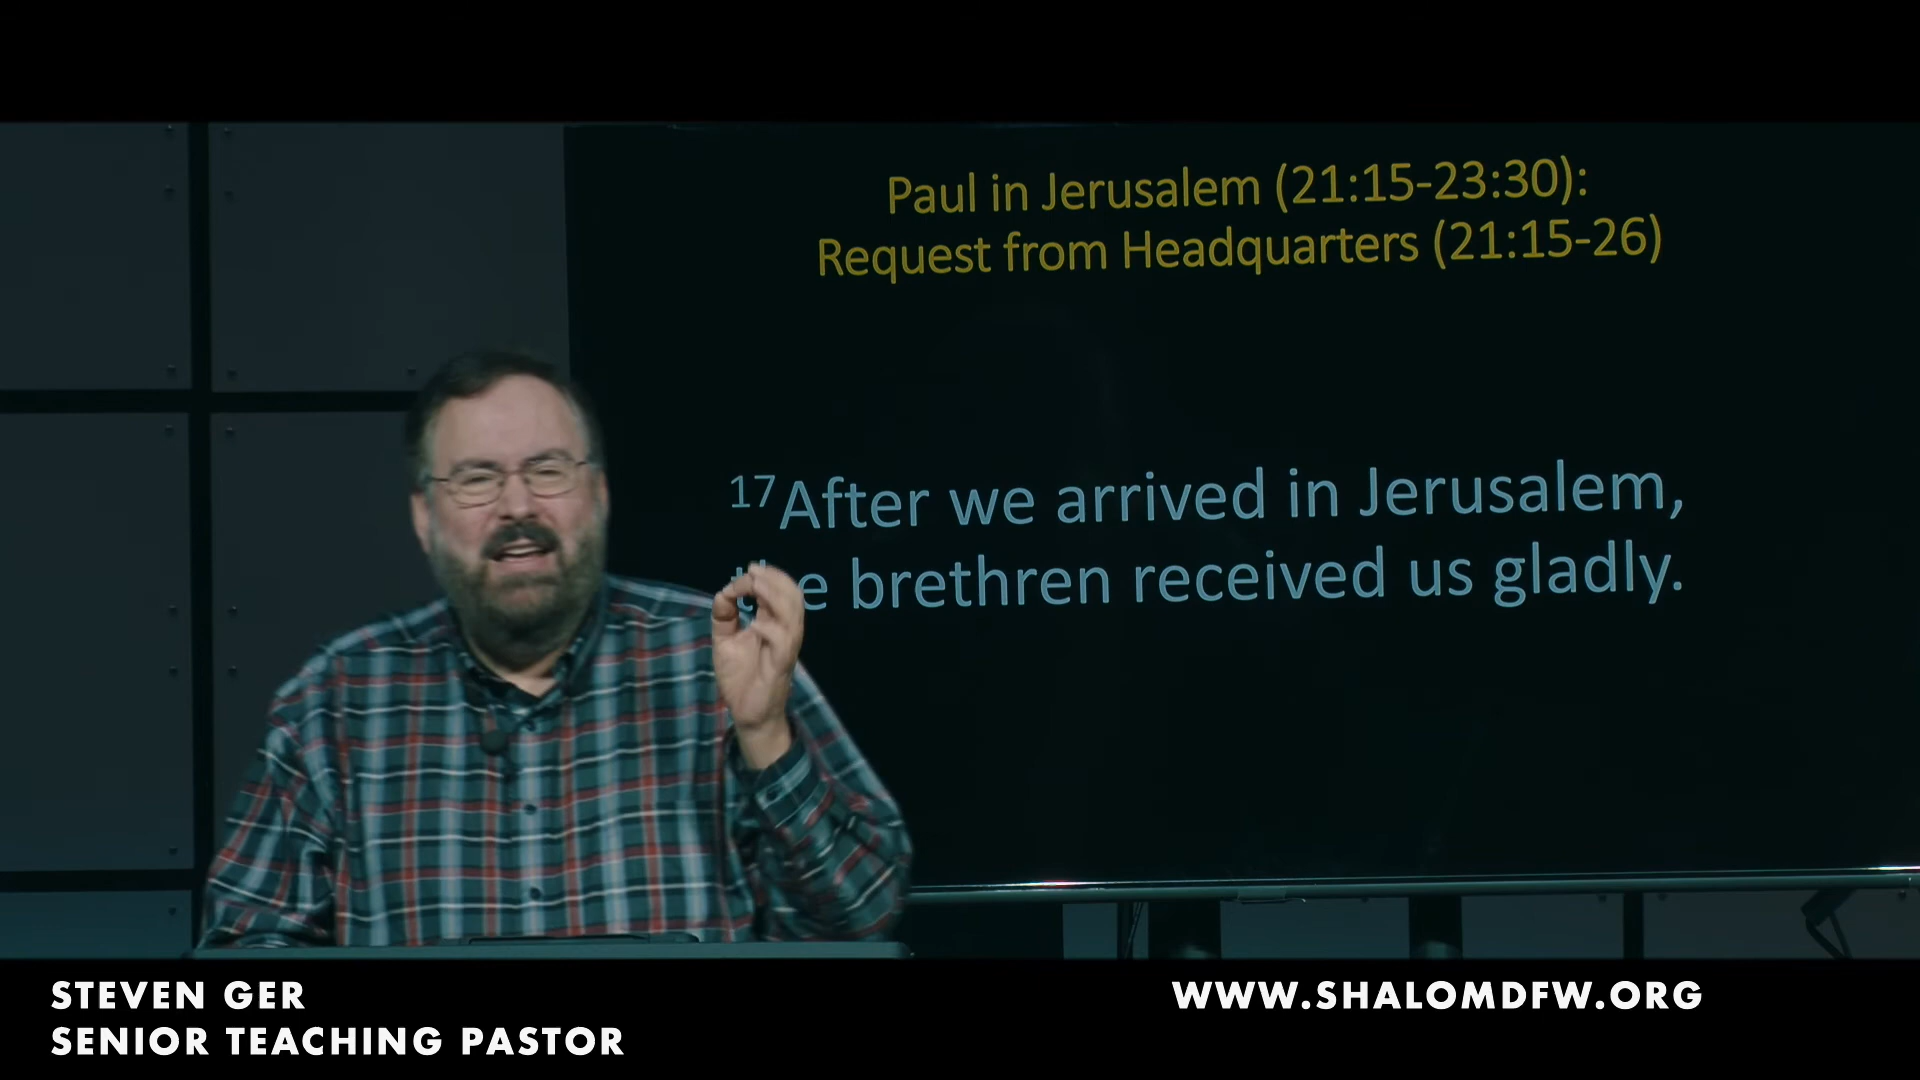 Paul in Jerusalem (21:15-23:30):
Request from Headquarters (21:15-26)
17After we arrived in Jerusalem,
the brethren received us gladly.
STEVEN GER
SENIOR TEACHING PASTOR
WWW.SHALOMDFW.ORG